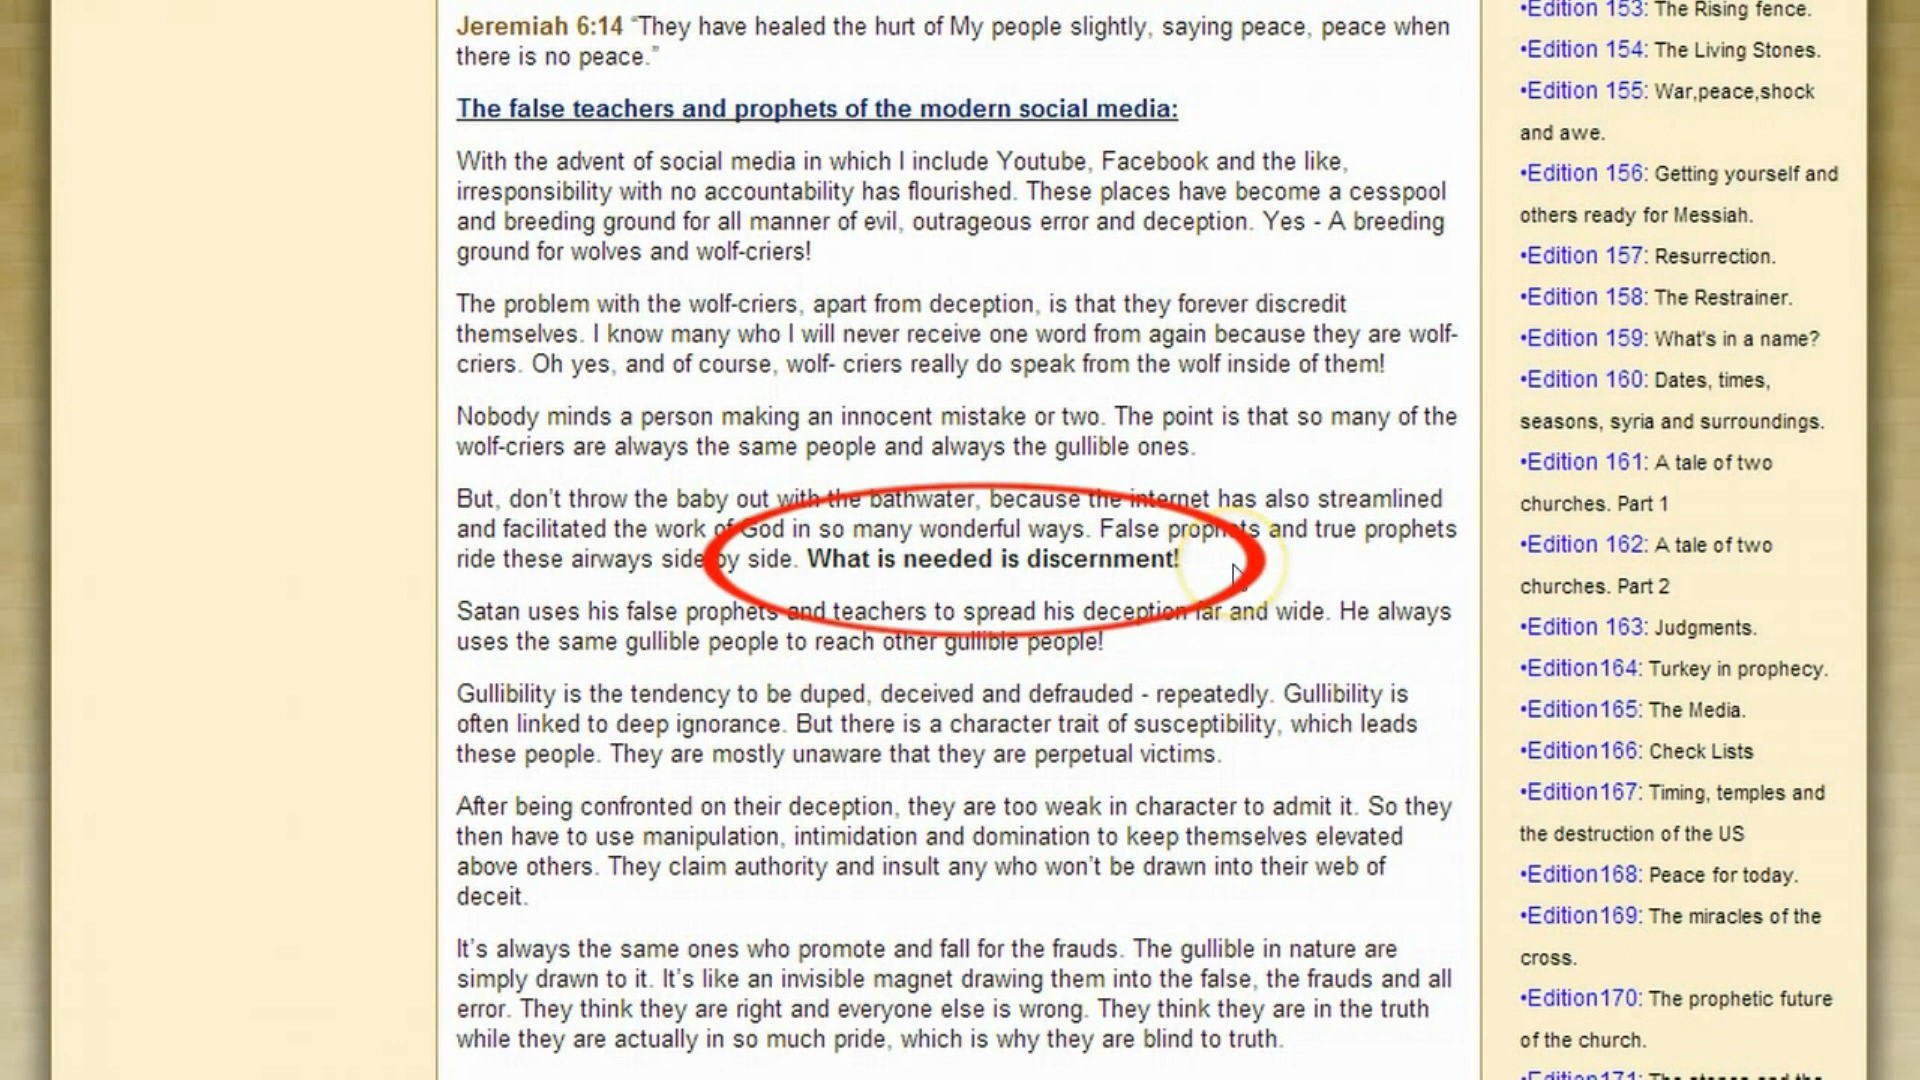 Jeremiah 6:14 “They have healed the hurt of My people slightly, saying peace, peace when
there is no peace.”
The false teachers and prophets of the modern social media:
With the advent of social media in which I include Youtube, Facebook and the like,
irresponsibility with no accountability has flourished. These places have become a cesspool
and breeding ground for all manner of evil, outrageous error and deception. Yes - A breeding
ground for wolves and wolf-criers!
The problem with the wolf-criers, apart from deception, is that they forever discredit
themselves. I know many who I will never receive one word from again because they are wolf-
criers. Oh yes, and of course, wolf- criers really do speak from the wolf inside of them!
Nobody minds a person making an innocent mistake or two. The point is that so many of the
wolf-criers are always the same people and always the gullible ones.
But, don’t throw the baby out with the bathwater, because the internet has also streamlined
and facilitated the work of God in so many wonderful ways. False prophets and true prophets
ride these airways side by side. What is needed is discernment!
Satan uses his false prophets and teachers to spread his deception far and wide. He always
uses the same gullible people to reach other gullible people!
Gullibility is the tendency to be duped, deceived and defrauded - repeatedly. Gullibility is
often linked to deep ignorance. But there is a character trait of susceptibility, which leads
these people. They are mostly unaware that they are perpetual victims.
After being confronted on their deception, they are too weak in character to admit it. So they
then have to use manipulation, intimidation and domination to keep themselves elevated
above others. They claim authority and insult any who won’t be drawn into their web of
deceit.
It’s always the same ones who promote and fall for the frauds. The gullible in nature are
simply drawn to it. It’s like an invisible magnet drawing them into the false, the frauds and all
error. They think they are right and everyone else is wrong. They think they are in the truth
while they are actually in so much pride, which is why they are blind to truth.
•Edition 153: The Rising fence.
•Edition 154: The Living Stones.
•Edition 155: War,peace,shock
and awe.
•Edition 156: Getting yourself and
others ready for Messiah.
•Edition 157: Resurrection.
•Edition 158: The Restrainer.
•Edition 159: What's in a name?
•Edition 160: Dates, times,
seasons, syria and surroundings.
•Edition 161: A tale of two
churches. Part 1
•Edition 162: A tale of two
churches. Part 2
•Edition 163: Judgments.
•Edition164: Turkey in prophecy.
•Edition165: The Media.
•Edition166: Check Lists
•Edition167: Timing, temples and
the destruction of the US
•Edition168: Peace for today.
•Edition169: The miracles of the
cross.
•Edition170: The prophetic future
of the church.
•Edition171: The stones and the